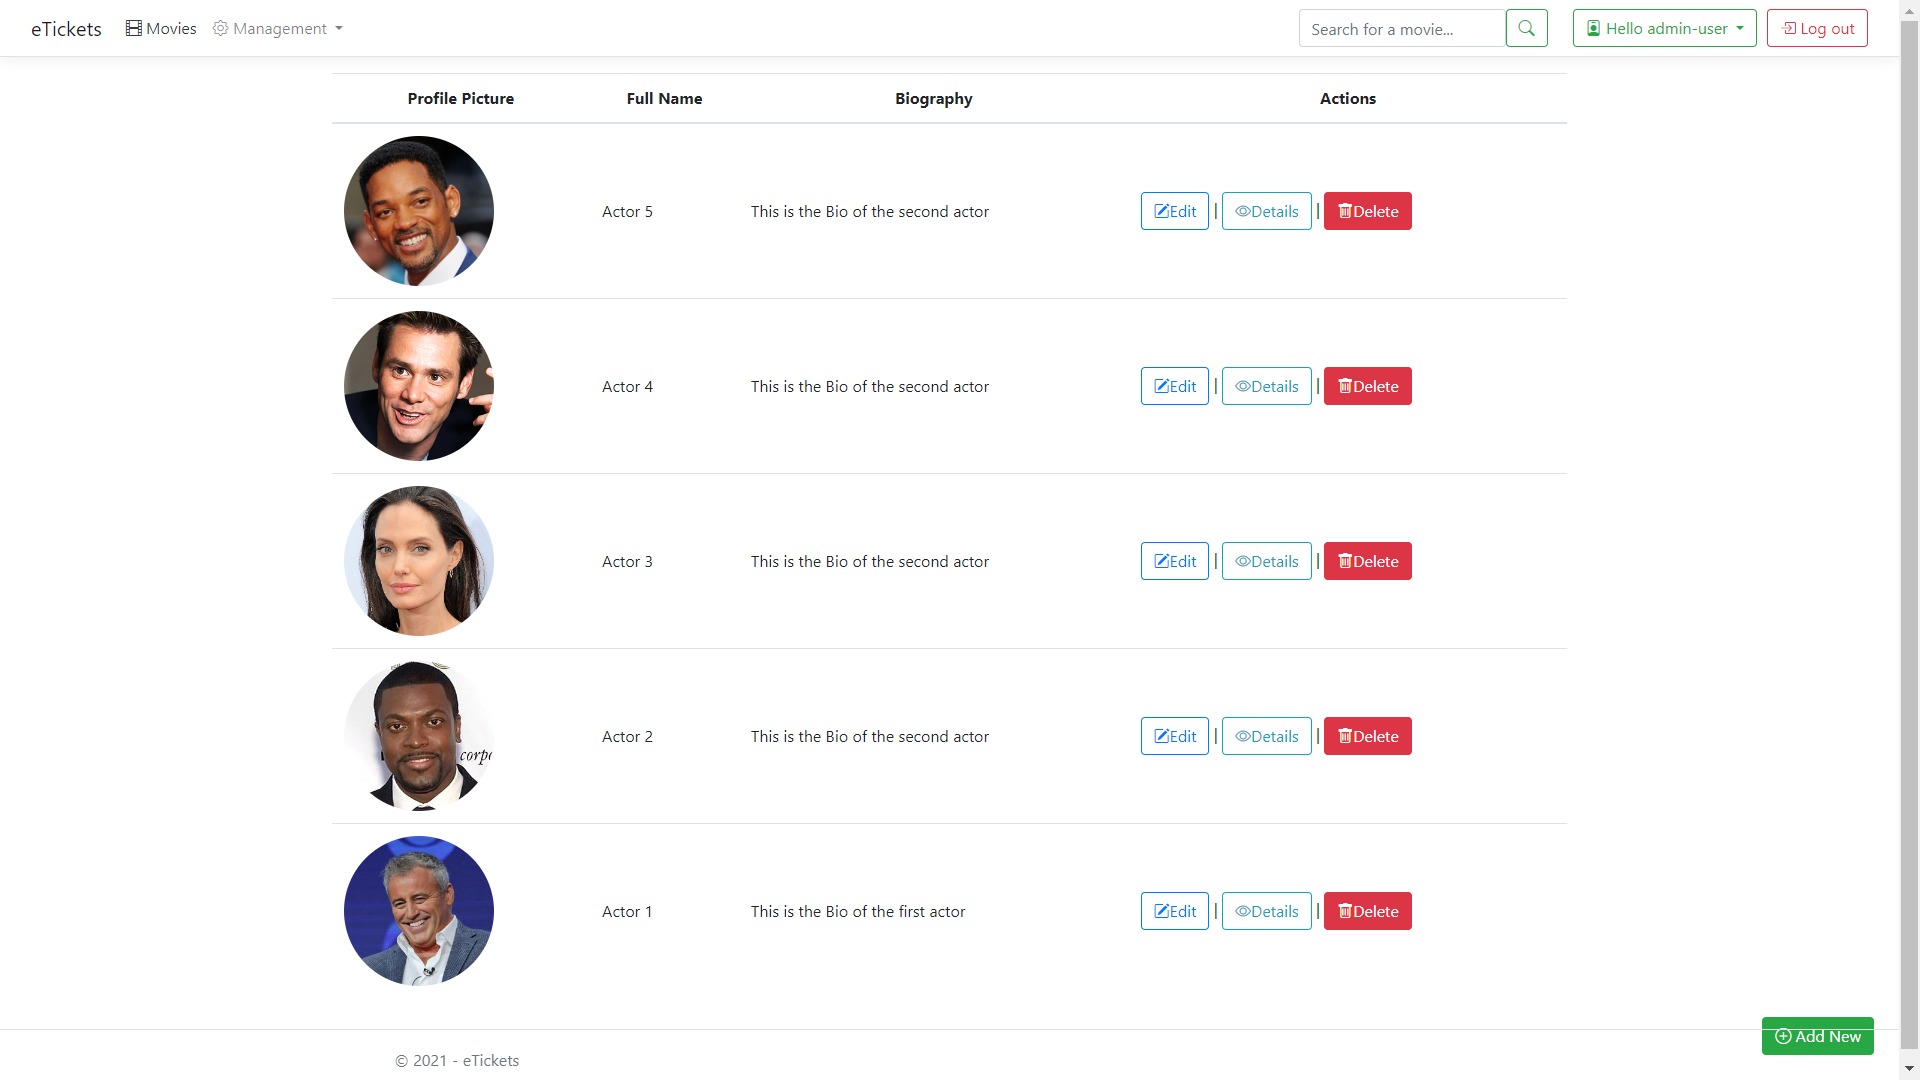 eTickets Movies Management Search for a movie... Hello admin-user Log out
Profile Picture Full Name Biography Actions
Actor 5 This is the Bio of the second actor Edit | Details | Delete
Actor 4 This is the Bio of the second actor Edit | Details | Delete
Actor 3 This is the Bio of the second actor Edit | Details | Delete
corpo
Actor 2 This is the Bio of the second actor Edit | Details | Delete
Actor 1 This is the Bio of the first actor Edit | Details | Delete
Add New
© 2021 - eTickets